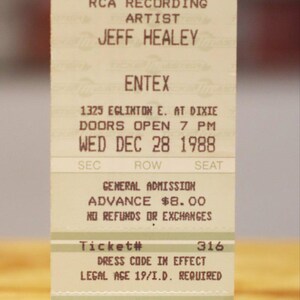 RCA RECORDING
ARTIST
JEFF HEALEY
ENTEX
1325 EGLINTON E. AT DIXIE
DOORS OPEN 7 PM
WED DEC 28 1988
SEC ROW SEAT
GENERAL ADMISSION
ADVANCE $8.00
NO REFUNDS OR EXCHANGES
Ticket# 316
DRESS CODE IN EFFECT
LEGAL AGE 19/I.D. REQUIRED